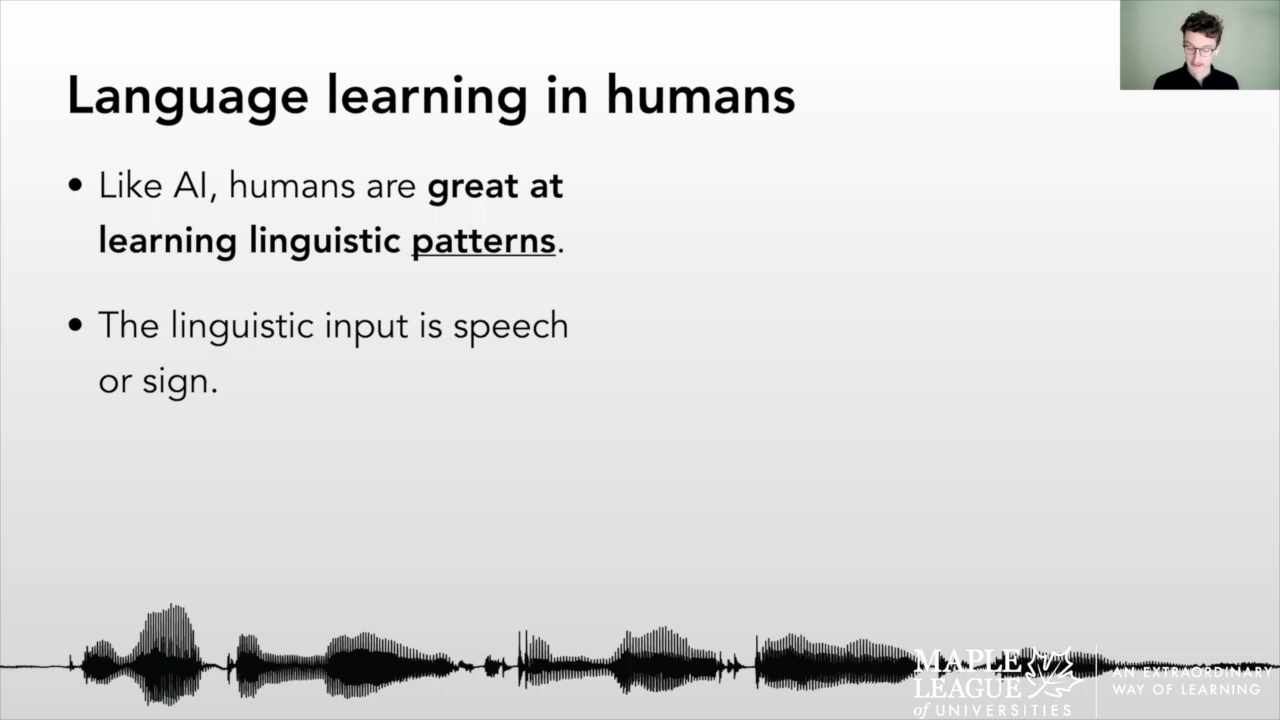 Language learning in humans
• Like AI, humans are great at
learning linguistic patterns.
• The linguistic input is speech
or sign.
MAPLE
LEAGUE
of UNIVERSITIES
AN EXTRAORDINARY
WAY OF LEARNING